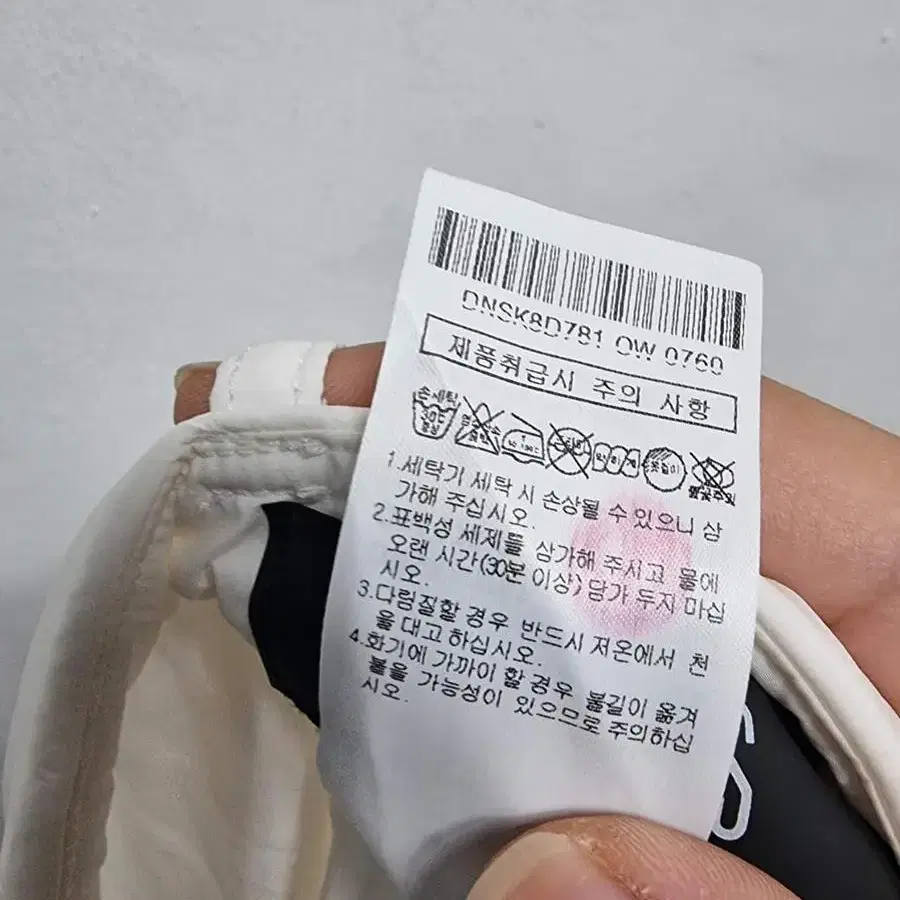 DNSK8D781 OW 0760
제품취급시 주의 사항
손세탁
30℃
중성
1.세탁기 세탁 시 손상될 수 있으니 삼
가해 주십시오.
2.표백성 세제를 삼가해 주시고 물에
오랜 시간(30분 이상) 담가 두지 마십
시오.
3.다림질할 경우 반드시 저온에서 천
을 대고 하십시오.
4.화기에 가까이 할 경우 불길이 옮겨
붙을 가능성이 있으므로 주의하십
시오.